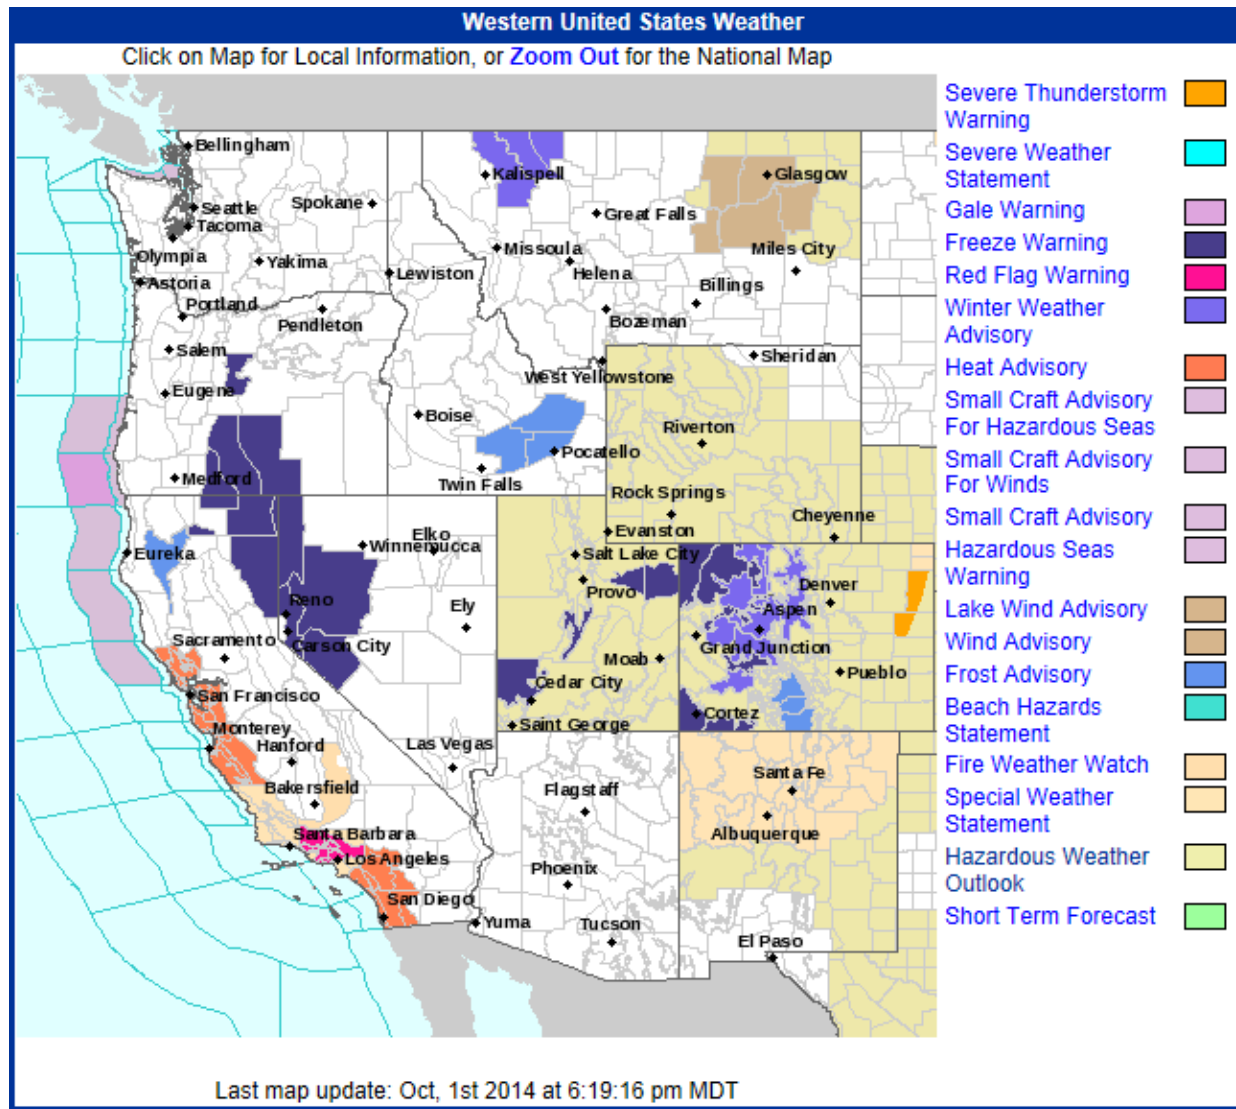 Western United States Weather
Click on Map for Local Information, or Zoom Out for the National Map
Bellingham
Seattle
Tacoma
Olympia
Astoria
Spokane
Yakima
Portland
Pendleton
Salem
Eugene
Medford
Lewiston
Kalispell
Missoula
Helena
Great Falls
Glasgow
Miles City
Billings
Bozeman
West Yellowstone
Sheridan
Boise
Pocatello
Twin Falls
Riverton
Rock Springs
Evanston
Cheyenne
Eureka
Elko
Winnemucca
Reno
Ely
Carson City
Sacramento
San Francisco
Monterey
Hanford
Bakersfield
Las Vegas
Santa Barbara
Los Angeles
San Diego
Salt Lake City
Provo
Moab
Cedar City
Saint George
Denver
Aspen
Grand Junction
Pueblo
Cortez
Flagstaff
Phoenix
Yuma
Tucson
Santa Fe
Albuquerque
El Paso
Severe Thunderstorm
Warning
Severe Weather
Statement
Gale Warning
Freeze Warning
Red Flag Warning
Winter Weather
Advisory
Heat Advisory
Small Craft Advisory
For Hazardous Seas
Small Craft Advisory
For Winds
Small Craft Advisory
Hazardous Seas
Warning
Lake Wind Advisory
Wind Advisory
Frost Advisory
Beach Hazards
Statement
Fire Weather Watch
Special Weather
Statement
Hazardous Weather
Outlook
Short Term Forecast
Last map update: Oct, 1st 2014 at 6:19:16 pm MDT